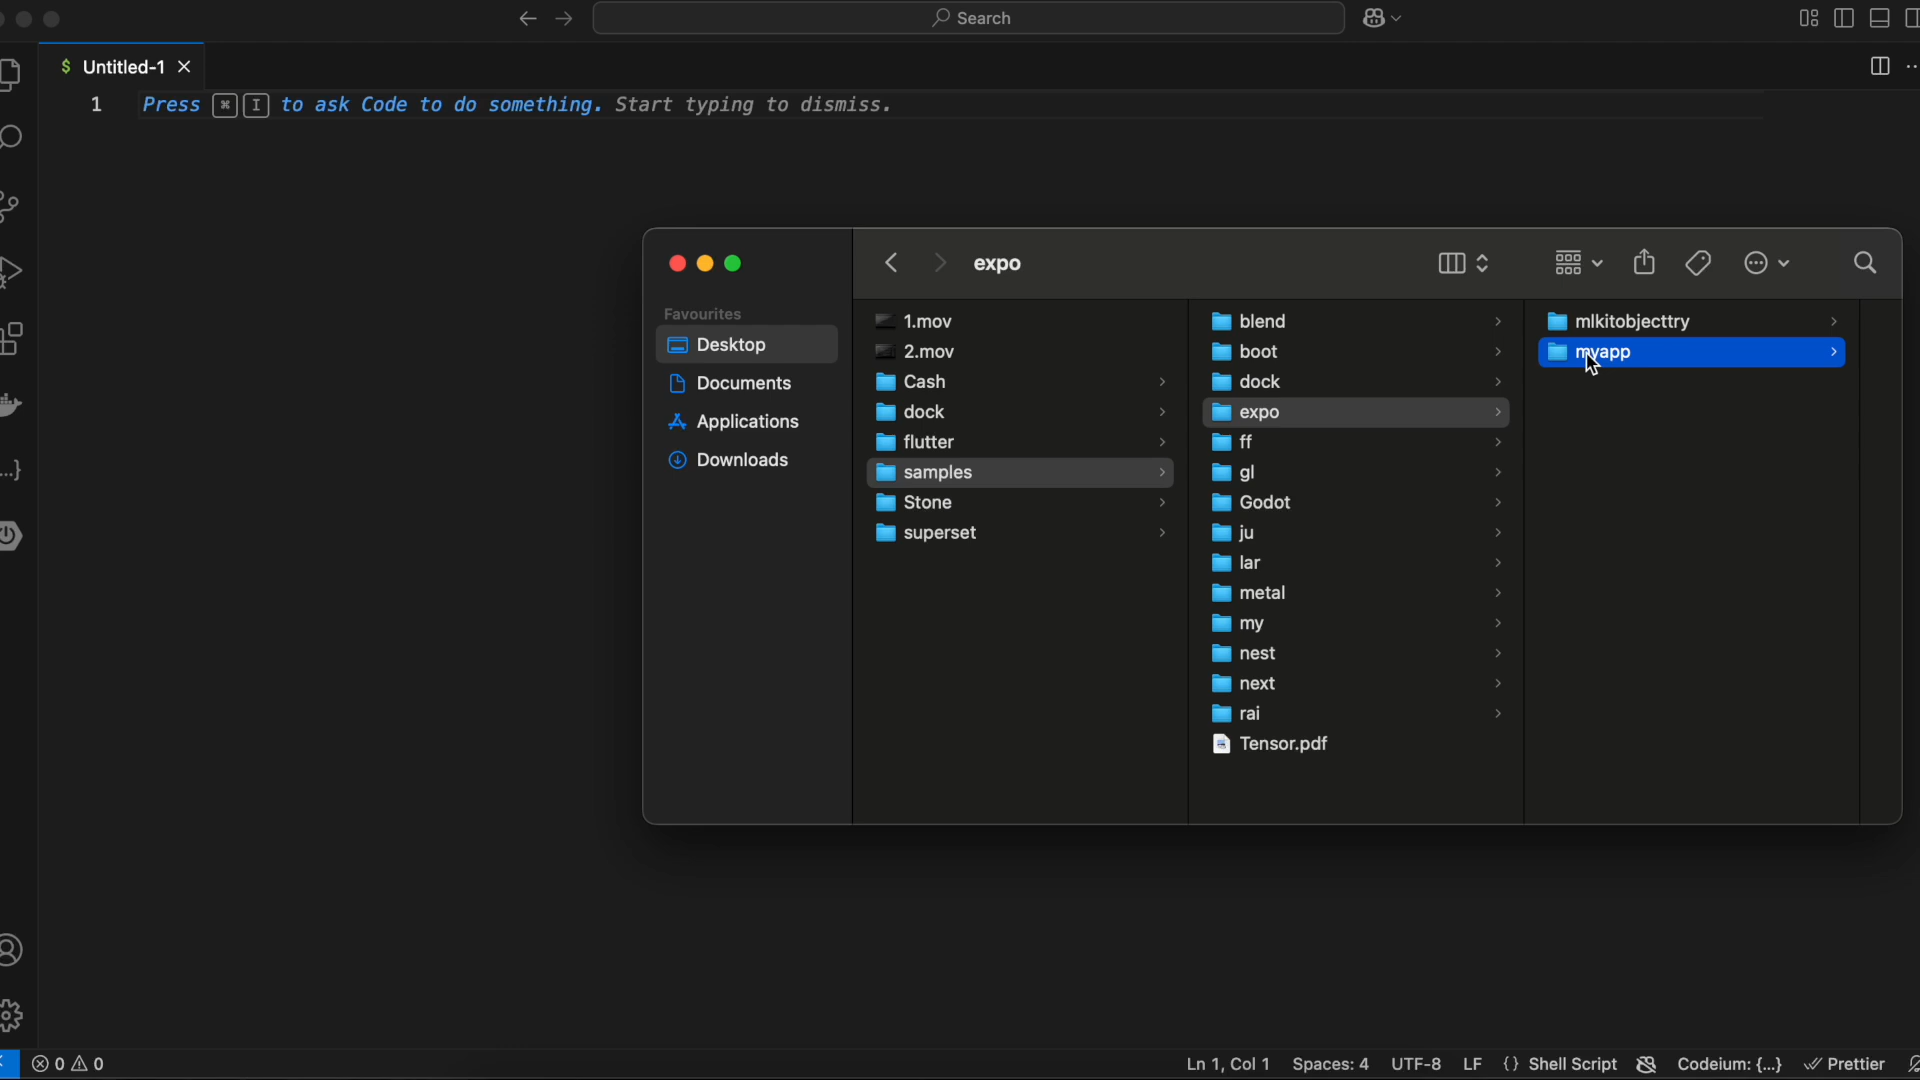 Search
$ Untitled-1
1 Press ⌘ I to ask Code to do something. Start typing to dismiss.
expo
Favourites
Desktop
Documents
Applications
Downloads
1.mov
2.mov
Cash
dock
flutter
samples
Stone
superset
blend
boot
dock
expo
ff
gl
Godot
ju
lar
metal
my
nest
next
rai
Tensor.pdf
mlkitobjecttry
myapp
0 0 Ln 1, Col 1 Spaces: 4 UTF-8 LF {} Shell Script Codeium: {...} Prettier